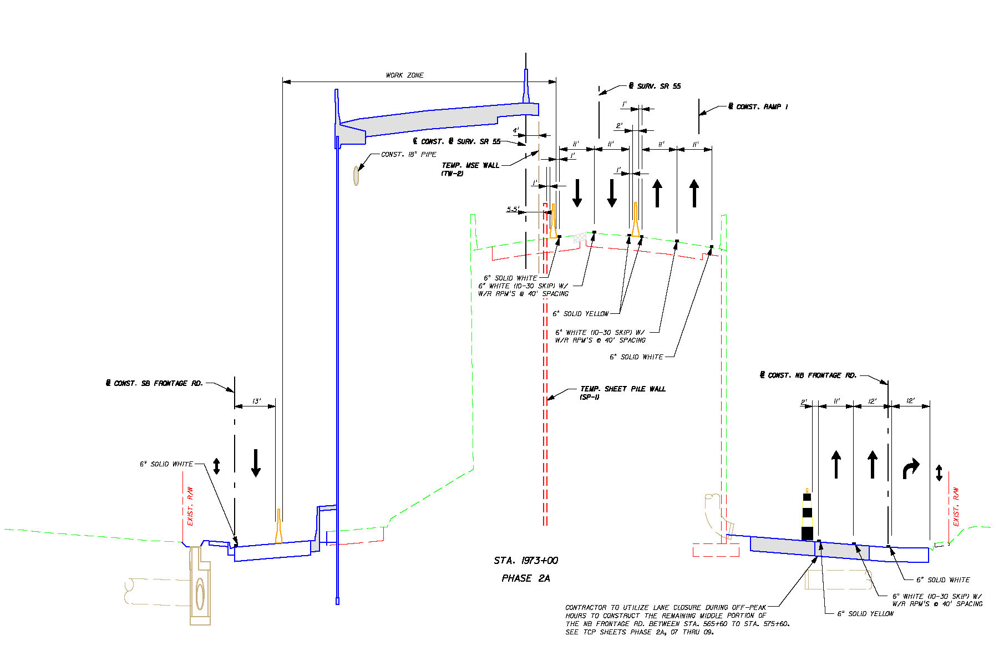 WORK ZONE
℄ SURV. SR 55
1'
℄ CONST. RAMP 1
2'
4'
℄ CONST. ℄ SURV. SR 55
11'
11'
11'
11'
CONST. 18" PIPE
1'
TEMP. MSE WALL
(TW-2)
1'
1'
5.5'
6" SOLID WHITE
6" WHITE (10-30 SKIP) W/
W/R RPM'S @ 40' SPACING
6" SOLID YELLOW
6" WHITE (10-30 SKIP) W/
W/R RPM'S @ 40' SPACING
6" SOLID WHITE
℄ CONST. SB FRONTAGE RD.
℄ CONST. NB FRONTAGE RD.
TEMP. SHEET PILE WALL
(SP-1)
13'
2'
11'
12'
12'
6" SOLID WHITE
EXIST. R/W
EXIST. R/W
STA. 1973+00
PHASE 2A
6" SOLID WHITE
6" WHITE (10-30 SKIP) W/
W/R RPM'S @ 40' SPACING
6" SOLID YELLOW
CONTRACTOR TO UTILIZE LANE CLOSURE DURING OFF-PEAK
HOURS TO CONSTRUCT THE REMAINING MIDDLE PORTION OF
THE NB FRONTAGE RD. BETWEEN STA. 565+60 TO STA. 575+60.
SEE TCP SHEETS PHASE 2A, 07 THRU 09.